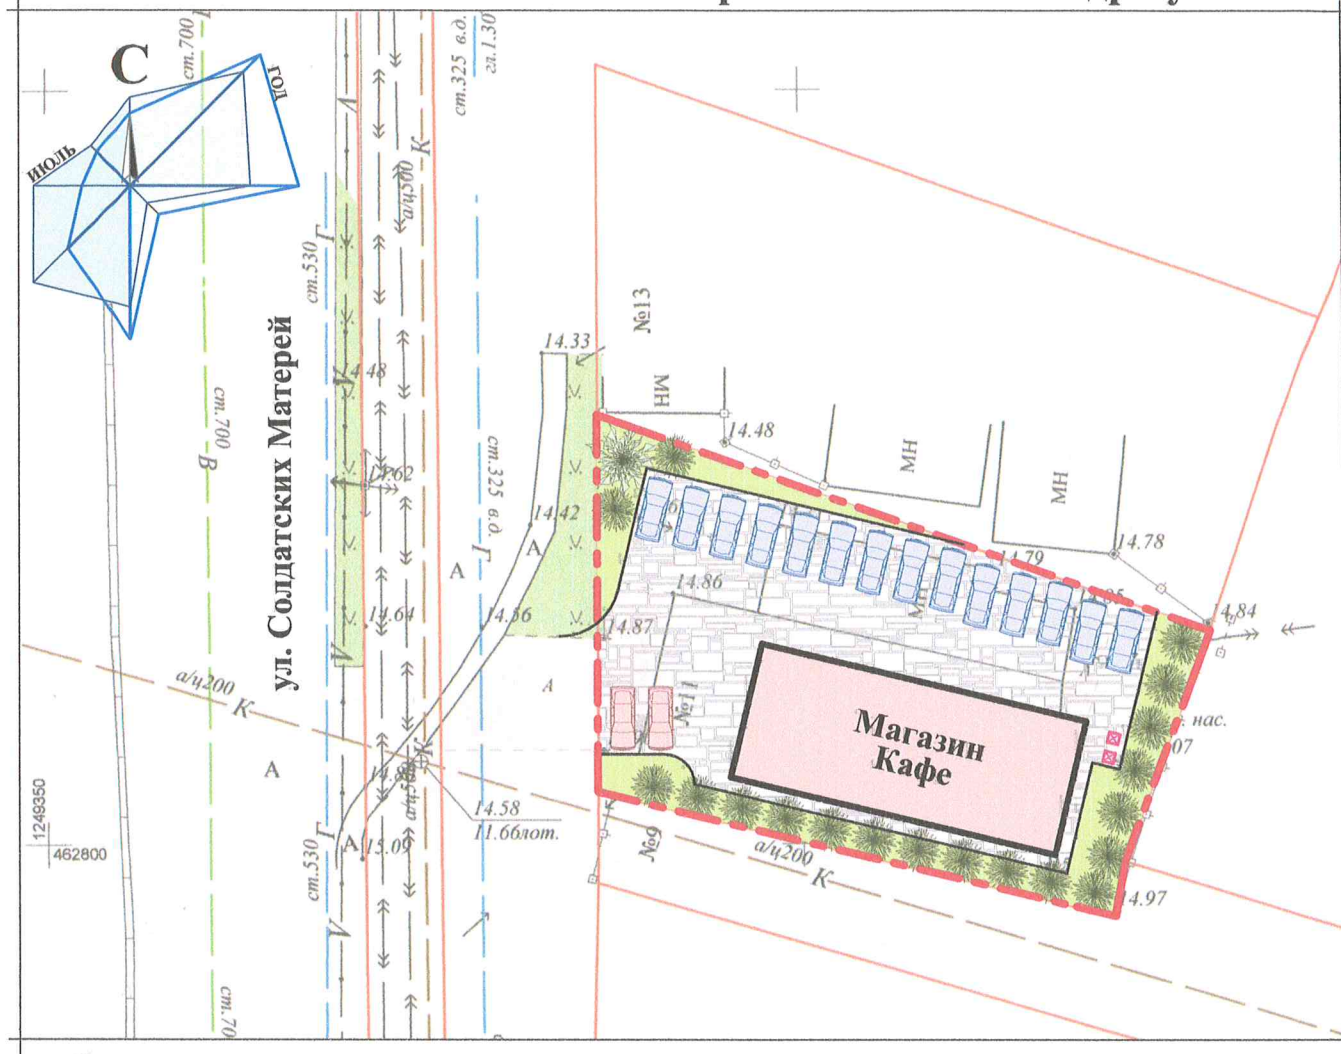 С
ИЮЛЬ
ГОД
ст.700
ст.325 в.д.
гл.1.30
К
а/ц500
Г
ст.530
№13
14.33
ул. Солдатских Матерей
14.48
ст.700
В
МН
14.48
МН
МН
14.62
ст.325 в.д.
Г
14.42
А
А
14.78
14.79
14.86
14.84
14.64
14.56
14.87
а/ц200
К
А
№11
нас.
07
Магазин
Кафе
А
К
1249350
462800
14.58
11.66лот.
Г
ст.530
А
15.09
№9
а/ц200
К
14.97
ст.70